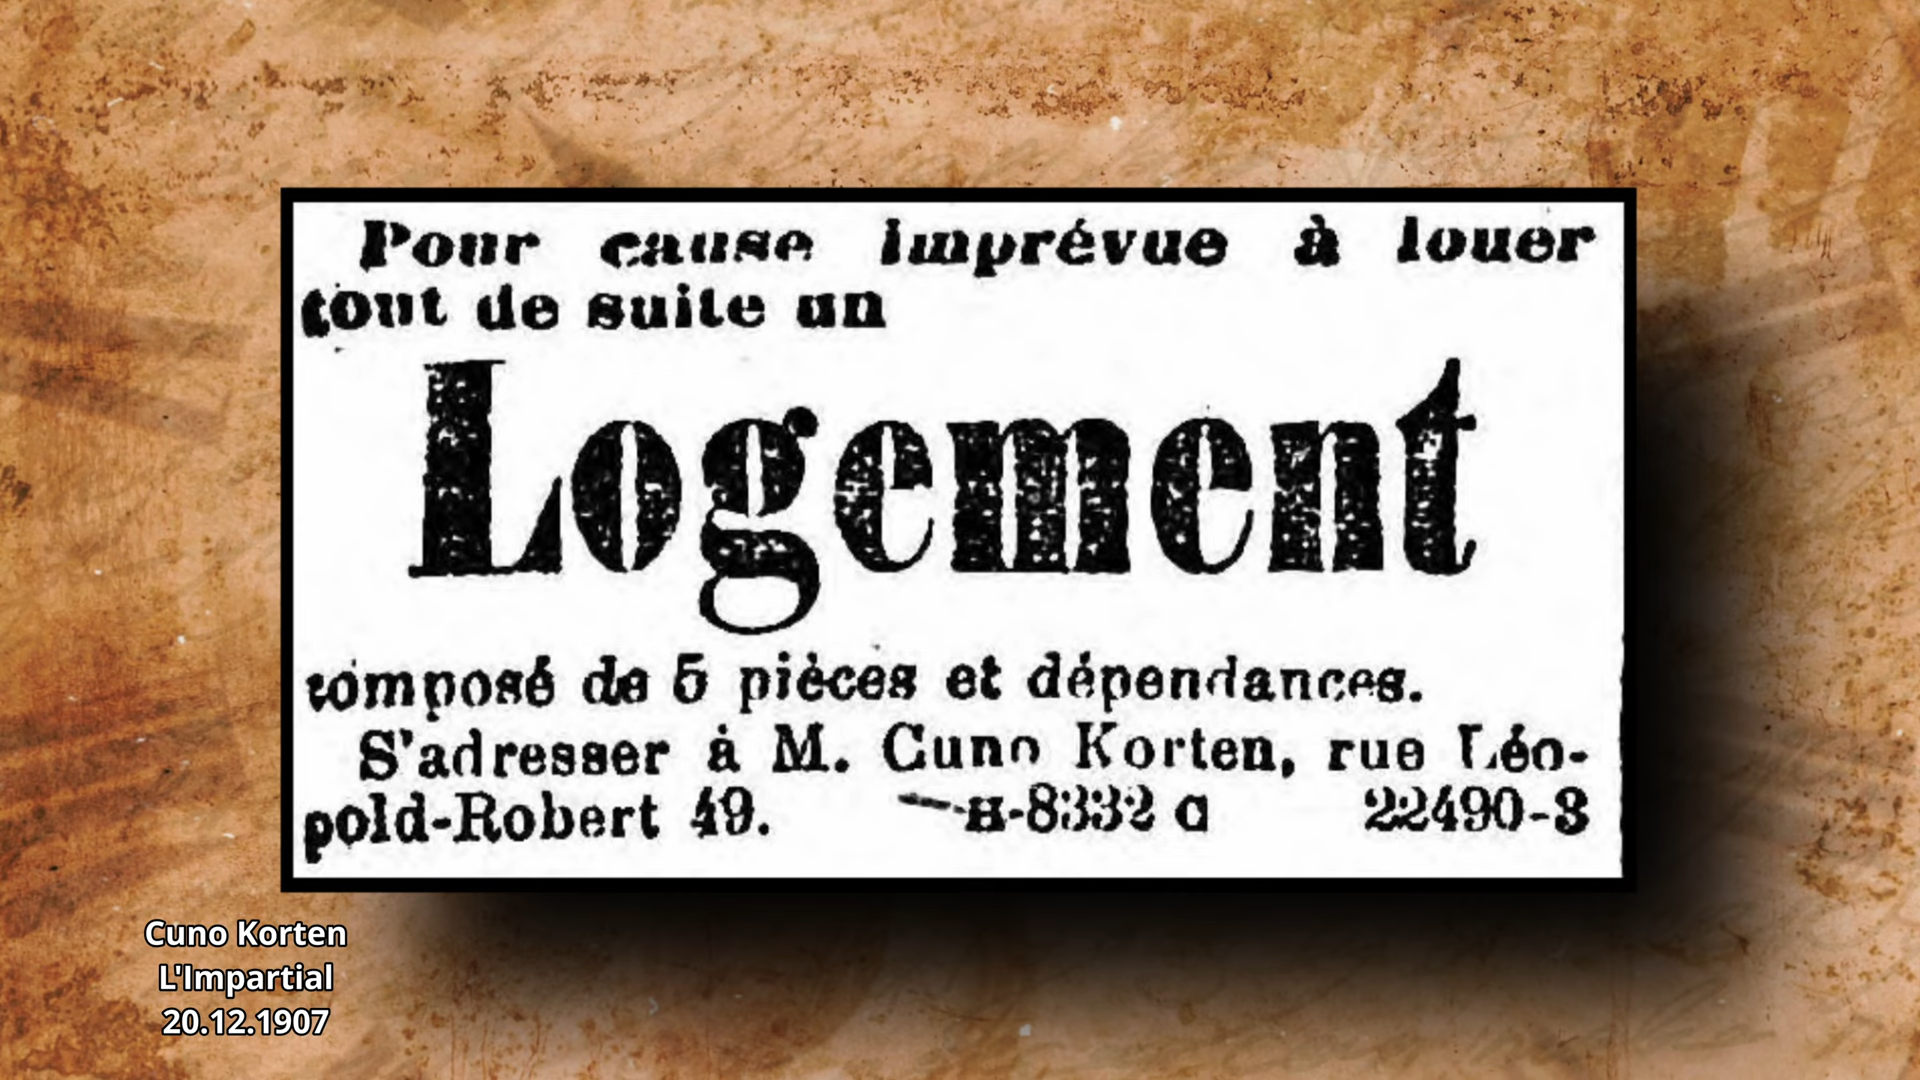 Pour cause imprévue à louer
tout de suite un
Logement
composé de 5 pièces et dépendances.
S'adresser à M. Cuno Korten, rue Léo-
pold-Robert 49. H-8332 C 22490-3
Cuno Korten
L'Impartial
20.12.1907